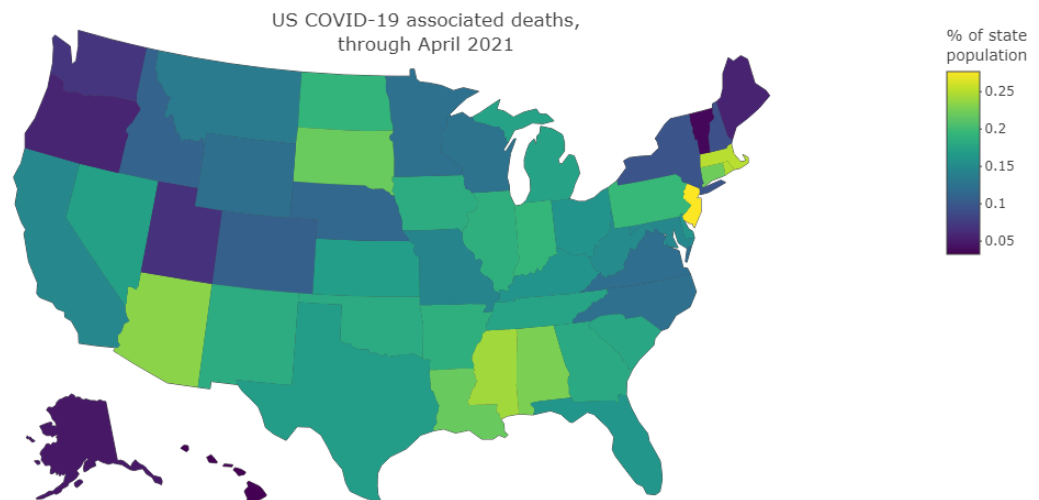 US COVID-19 associated deaths,
through April 2021
% of state
population
0.25
0.2
0.15
0.1
0.05